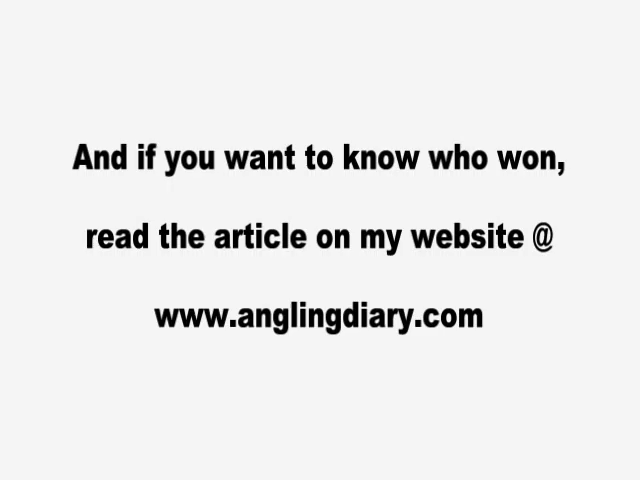 And if you want to know who won,
read the article on my website @
www.anglingdiary.com